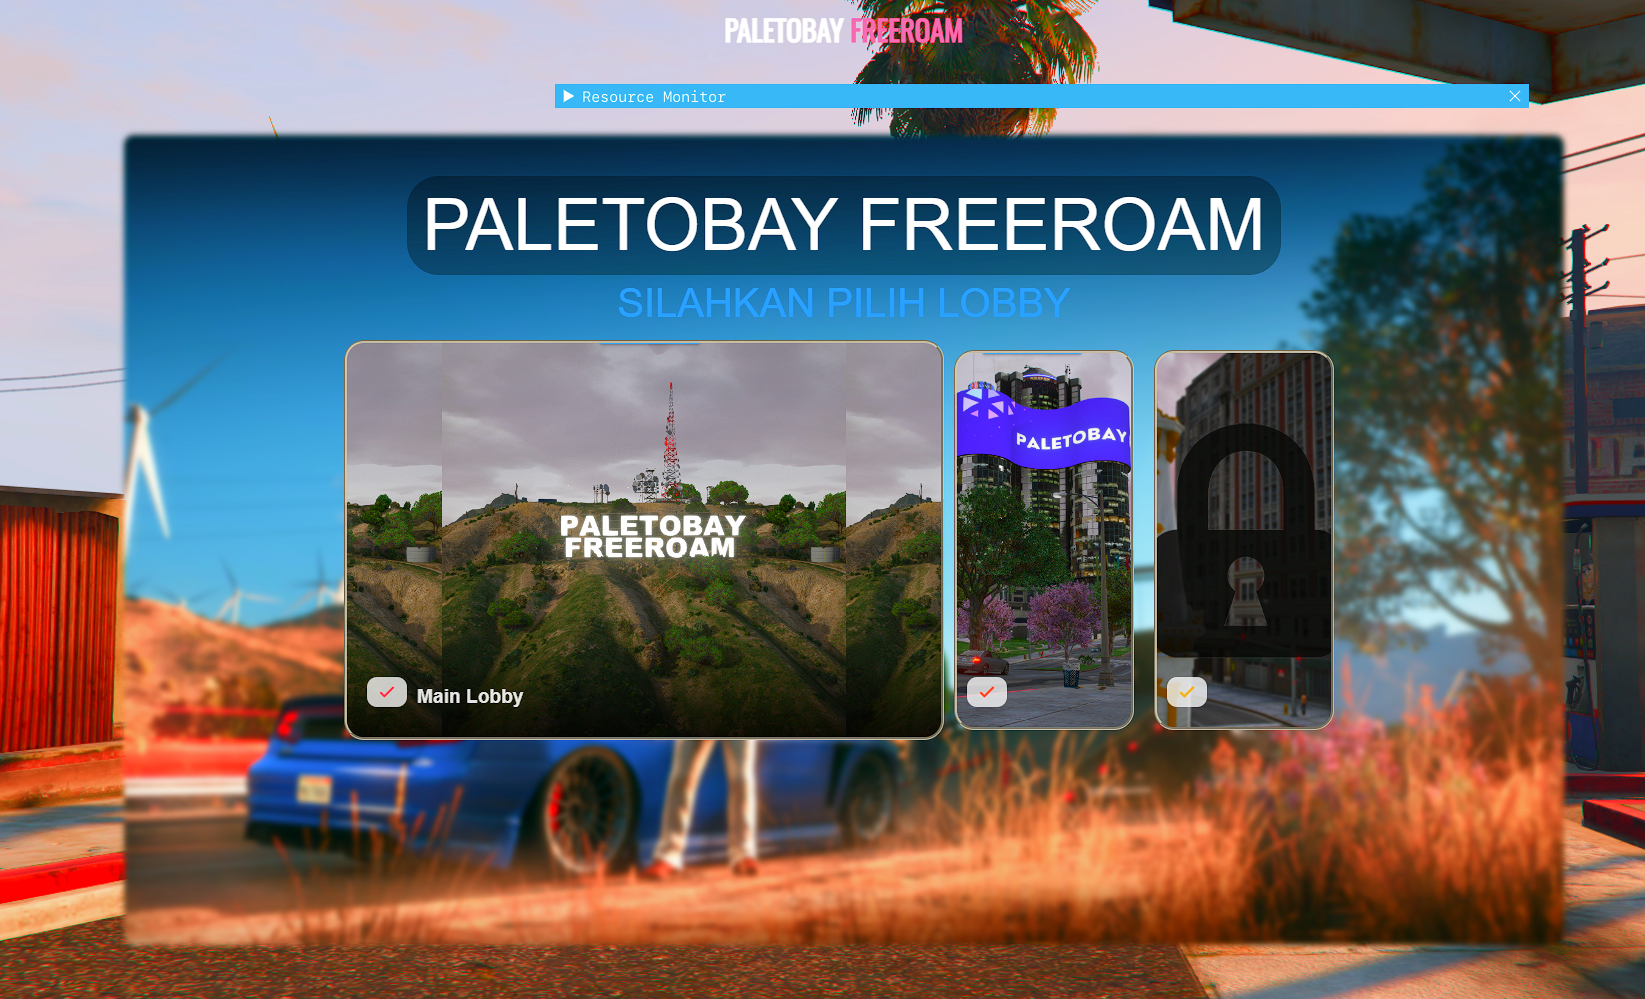 PALETOBAY FREEROAM
Resource Monitor
PALETOBAY FREEROAM
SILAHKAN PILIH LOBBY
PALETOBAY
FREEROAM
Main Lobby
PALETOBAY